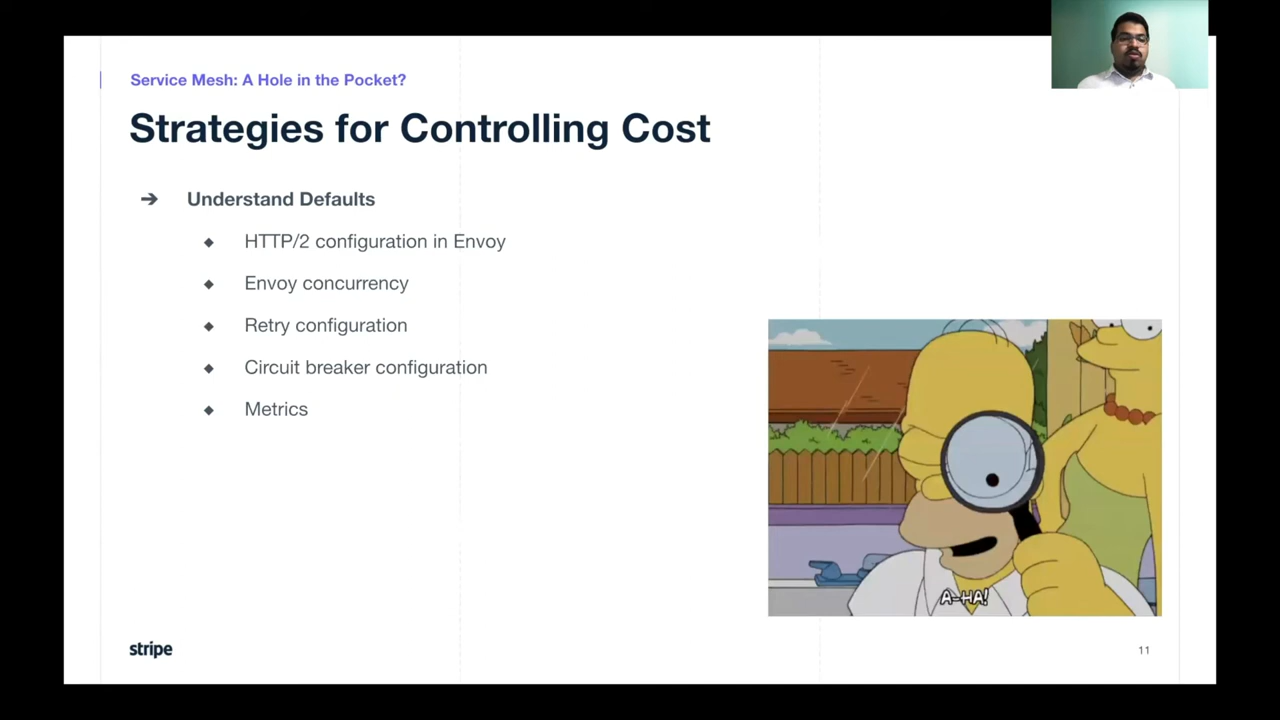 Service Mesh: A Hole in the Pocket?
Strategies for Controlling Cost
➔ Understand Defaults
◆ HTTP/2 configuration in Envoy
◆ Envoy concurrency
◆ Retry configuration
◆ Circuit breaker configuration
◆ Metrics
A-HA!
stripe
11